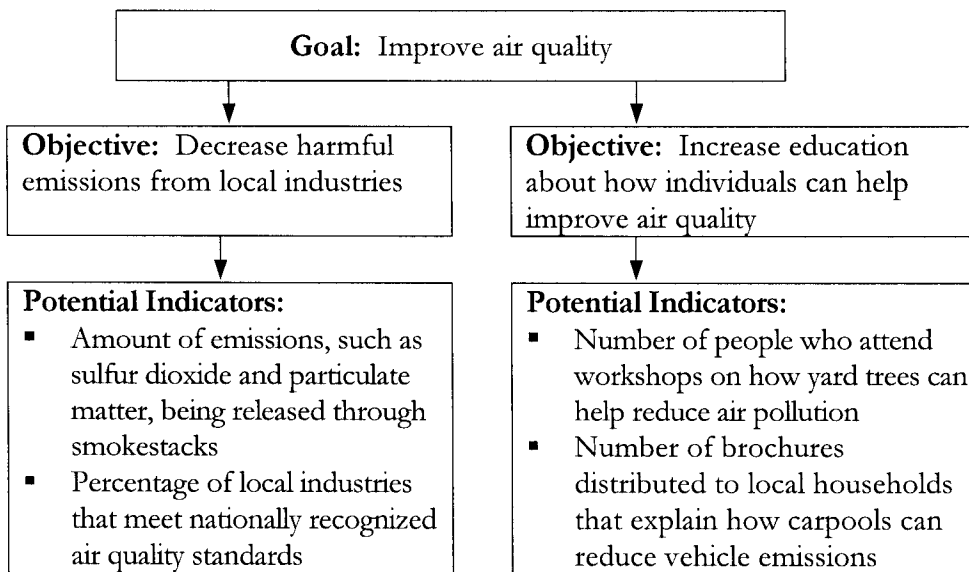 Goal: Improve air quality
Objective: Decrease harmful
emissions from local industries
Objective: Increase education
about how individuals can help
improve air quality
Potential Indicators:
▪ Amount of emissions, such as
sulfur dioxide and particulate
matter, being released through
smokestacks
▪ Percentage of local industries
that meet nationally recognized
air quality standards
Potential Indicators:
▪ Number of people who attend
workshops on how yard trees can
help reduce air pollution
▪ Number of brochures
distributed to local households
that explain how carpools can
reduce vehicle emissions